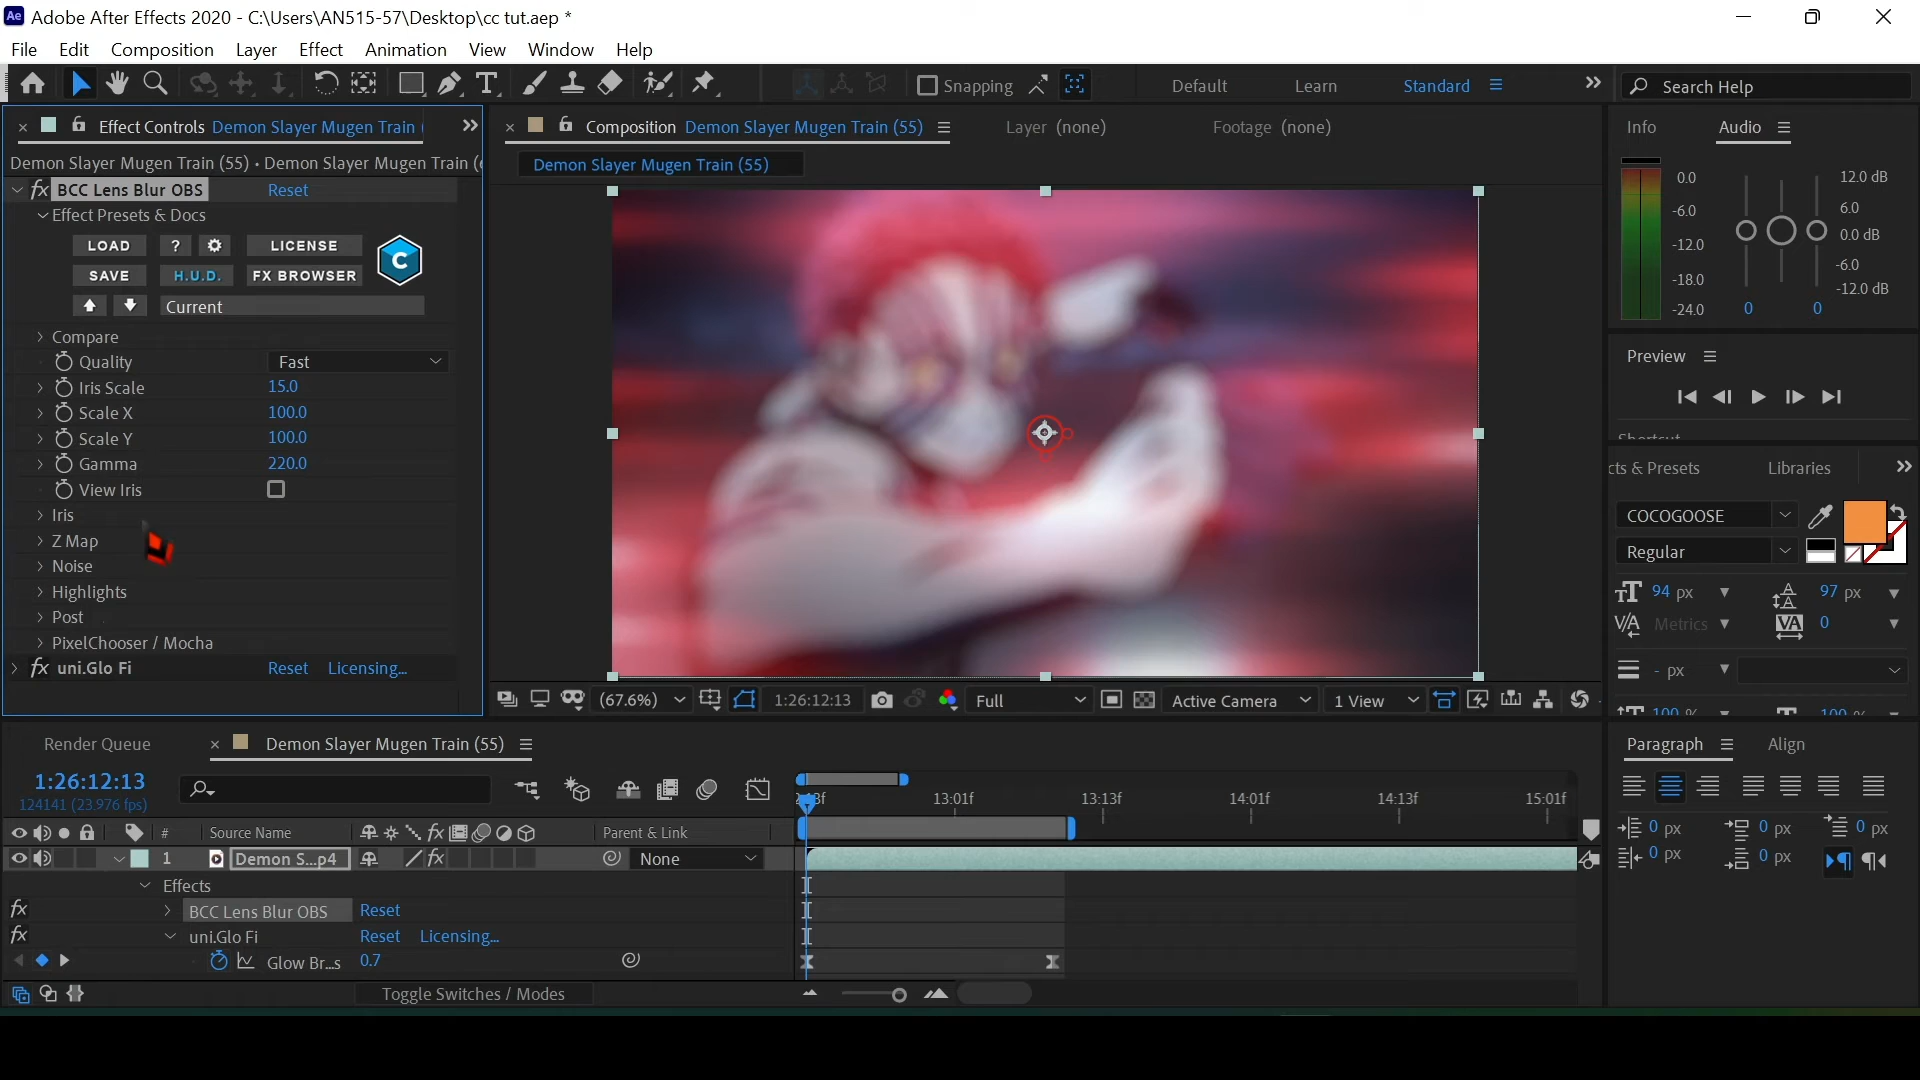 Ae Adobe After Effects 2020 - C:\Users\AN515-57\Desktop\cc tut.aep *
File Edit Composition Layer Effect Animation View Window Help
Snapping Default Learn Standard Search Help
Effect Controls Demon Slayer Mugen Train (
Composition Demon Slayer Mugen Train (55) Layer (none) Footage (none)
Info Audio
Demon Slayer Mugen Train (55) • Demon Slayer Mugen Train (
Demon Slayer Mugen Train (55)
fx BCC Lens Blur OBS Reset
Effect Presets & Docs
LOAD ? LICENSE
SAVE H.U.D. FX BROWSER
C
Current
Compare
Quality Fast
Iris Scale 15.0
Scale X 100.0
Scale Y 100.0
Gamma 220.0
View Iris
Iris
Z Map
Noise
Highlights
Post
PixelChooser / Mocha
fx uni.Glo Fi Reset Licensing...
0.0 12.0 dB
-6.0 6.0
-12.0 0.0 dB
-18.0 -6.0
-24.0 -12.0 dB
0 0
Preview
cts & Presets Libraries
COCOGOOSE
Regular
94 px 97 px
Metrics 0
- px
100 % 100 %
(67.6%) 1:26:12:13 Full Active Camera 1 View
Render Queue Demon Slayer Mugen Train (55)
Paragraph Align
1:26:12:13
124141 (23.976 fps)
13:01f 13:13f 14:01f 14:13f 15:01f
# Source Name fx Parent & Link
1 Demon S...p4 fx None
Effects
fx BCC Lens Blur OBS Reset
fx uni.Glo Fi Reset Licensing...
Glow Br...s 0.7
Toggle Switches / Modes
0 px 0 px 0 px
0 px 0 px